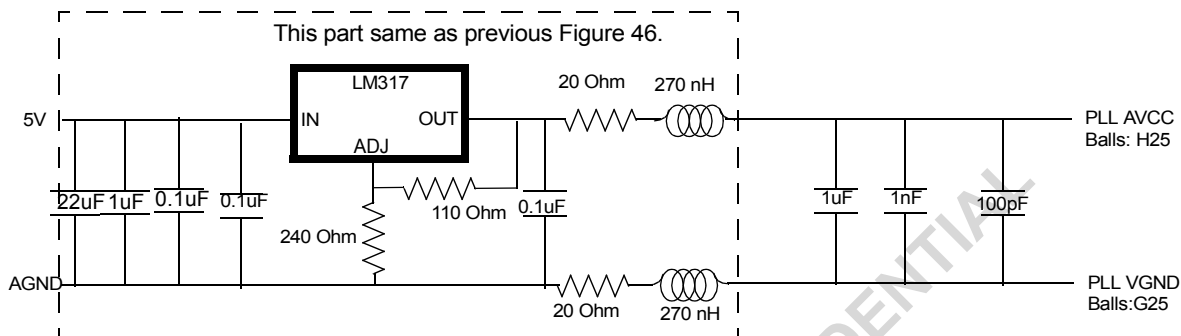 This part same as previous Figure 46.
LM317
20 Ohm
270 nH
5V
IN
OUT
PLL AVCC
Balls: H25
ADJ
22uF
1uF
0.1uF
0.1uF
110 Ohm
0.1uF
1uF
1nF
100pF
240 Ohm
AGND
PLL VGND
Balls:G25
20 Ohm
270 nH
DENTIAL